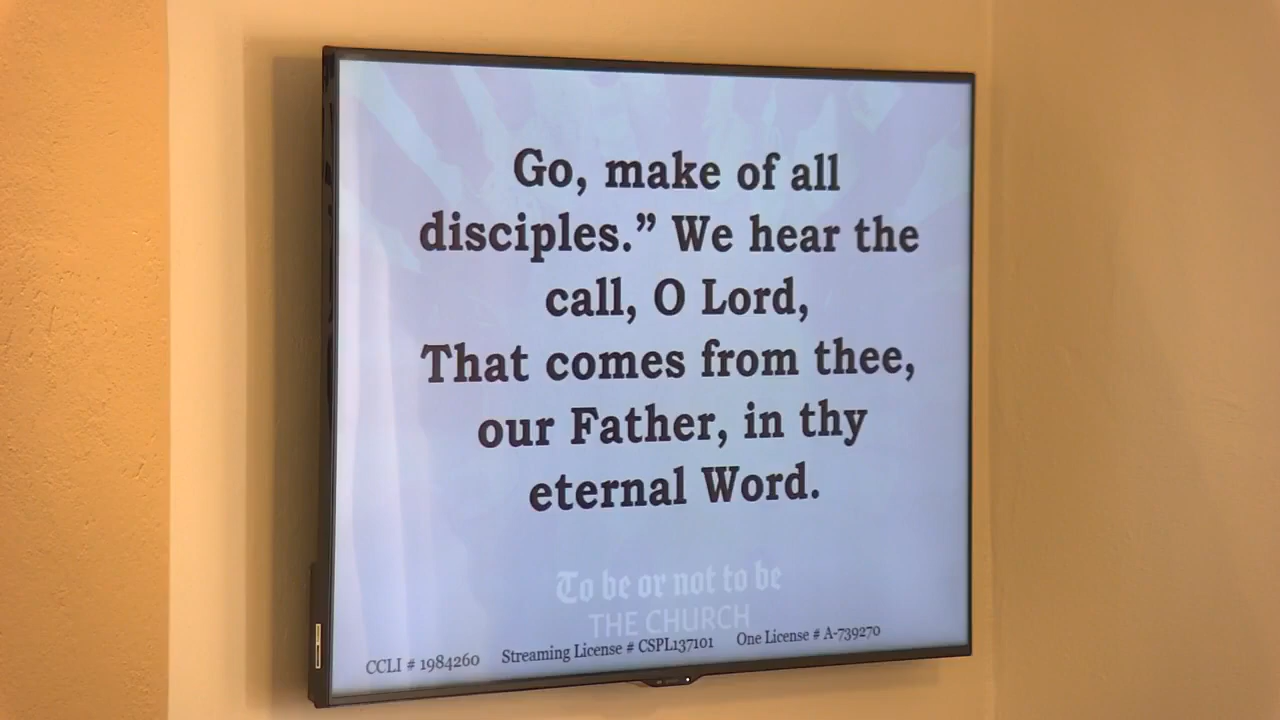 Go, make of all
disciples.” We hear the
call, O Lord,
That comes from thee,
our Father, in thy
eternal Word.
To be or not to be
THE CHURCH
CCLI # 1984260 Streaming License # CSPL137101 One License # A-739270